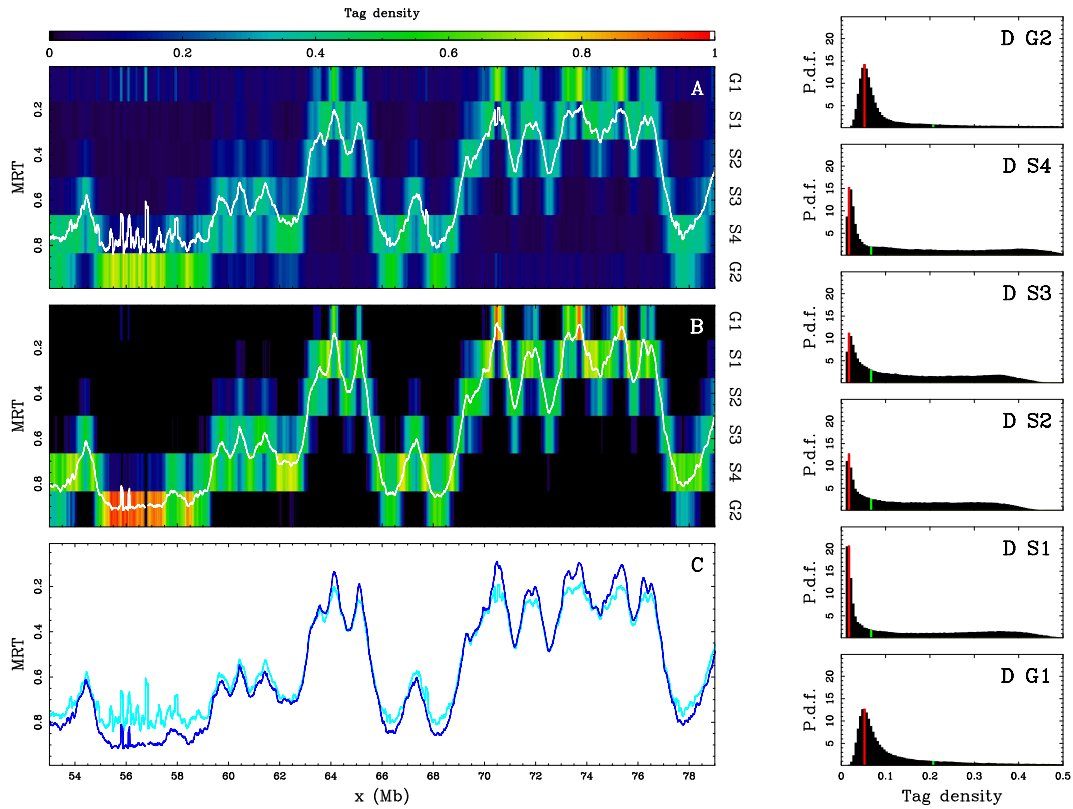 Tag density
0 0.2 0.4 0.6 0.8 1
A
MRT
0.2 0.4 0.6 0.8
G1 S1 S2 S3 S4 G2
B
MRT
0.2 0.4 0.6 0.8
G1 S1 S2 S3 S4 G2
C
MRT
0.2 0.4 0.6 0.8
54 56 58 60 62 64 66 68 70 72 74 76 78
x (Mb)
D G2
P.d.f.
5 10 15 20
D S4
P.d.f.
5 10 15 20
D S3
P.d.f.
5 10 15 20
D S2
P.d.f.
5 10 15 20
D S1
P.d.f.
5 10 15 20
D G1
P.d.f.
5 10 15 20
0 0.1 0.2 0.3 0.4 0.5
Tag density